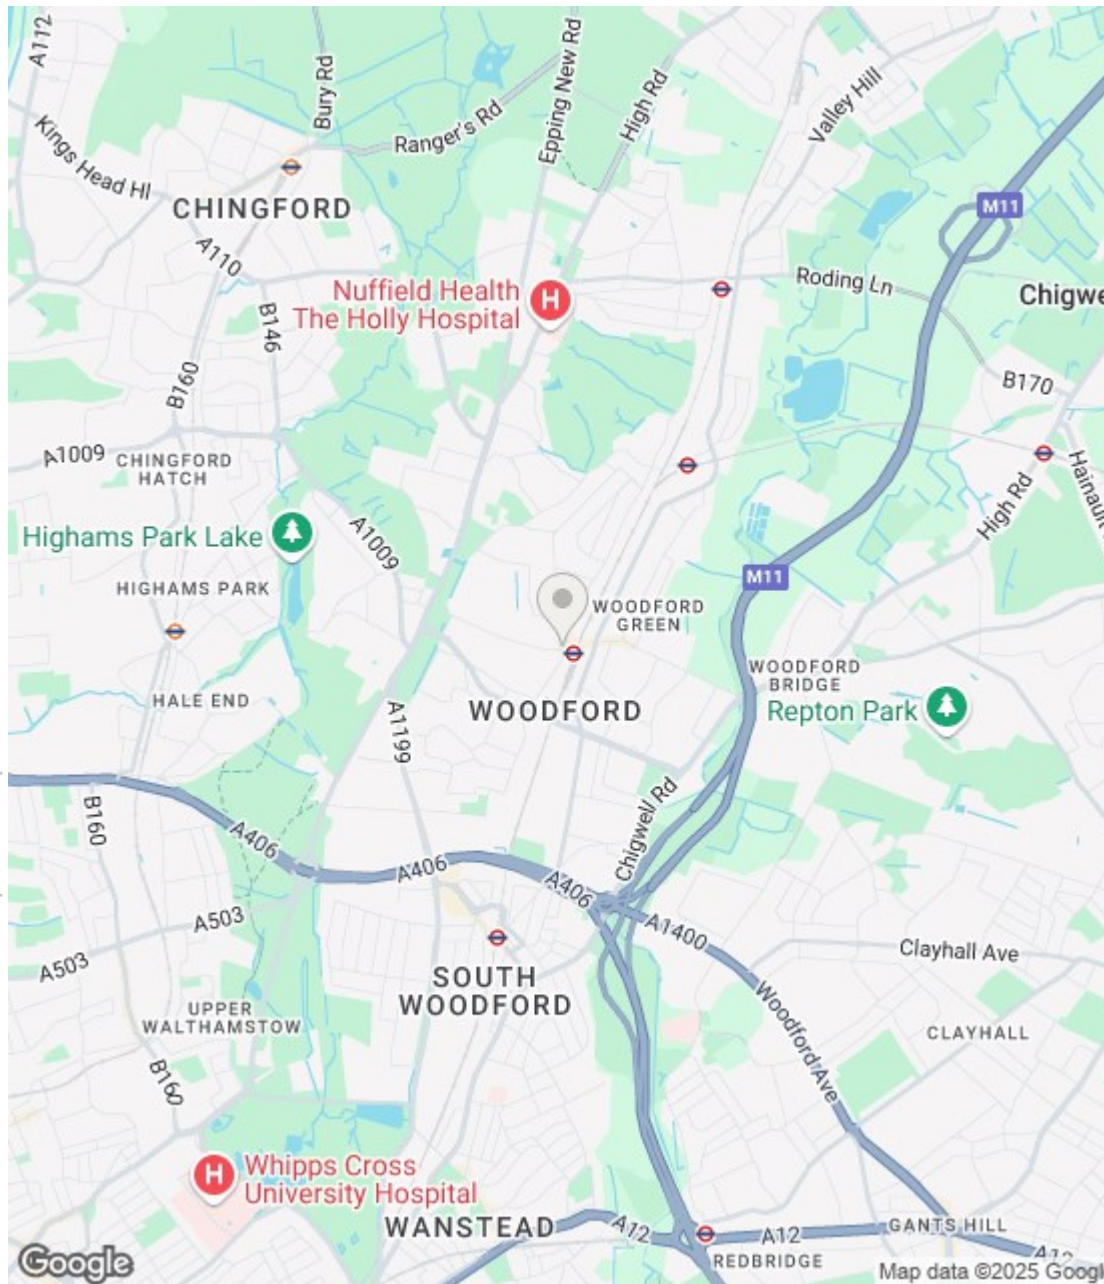 A112
Bury Rd
Epping New Rd
High Rd
Valley Hill
Ranger's Rd
Kings Head Hl
CHINGFORD
M11
A110
Roding Ln
Nuffield Health
The Holly Hospital
H
Chigwe
B146
B160
B170
A1009
CHINGFORD
HATCH
High Rd
Hainault
Highams Park Lake
A1009
M11
HIGHAMS PARK
WOODFORD
GREEN
WOODFORD
BRIDGE
HALE END
WOODFORD
Repton Park
A1199
B160
A406
A406
A406
Chigwell Rd
A503
A1400
Clayhall Ave
A503
SOUTH
WOODFORD
Woodford Ave
UPPER
WALTHAMSTOW
CLAYHALL
B160
H
Whipps Cross
University Hospital
WANSTEAD
A12
A12
GANTS HILL
REDBRIDGE
A12
Google
Map data ©2025 Google